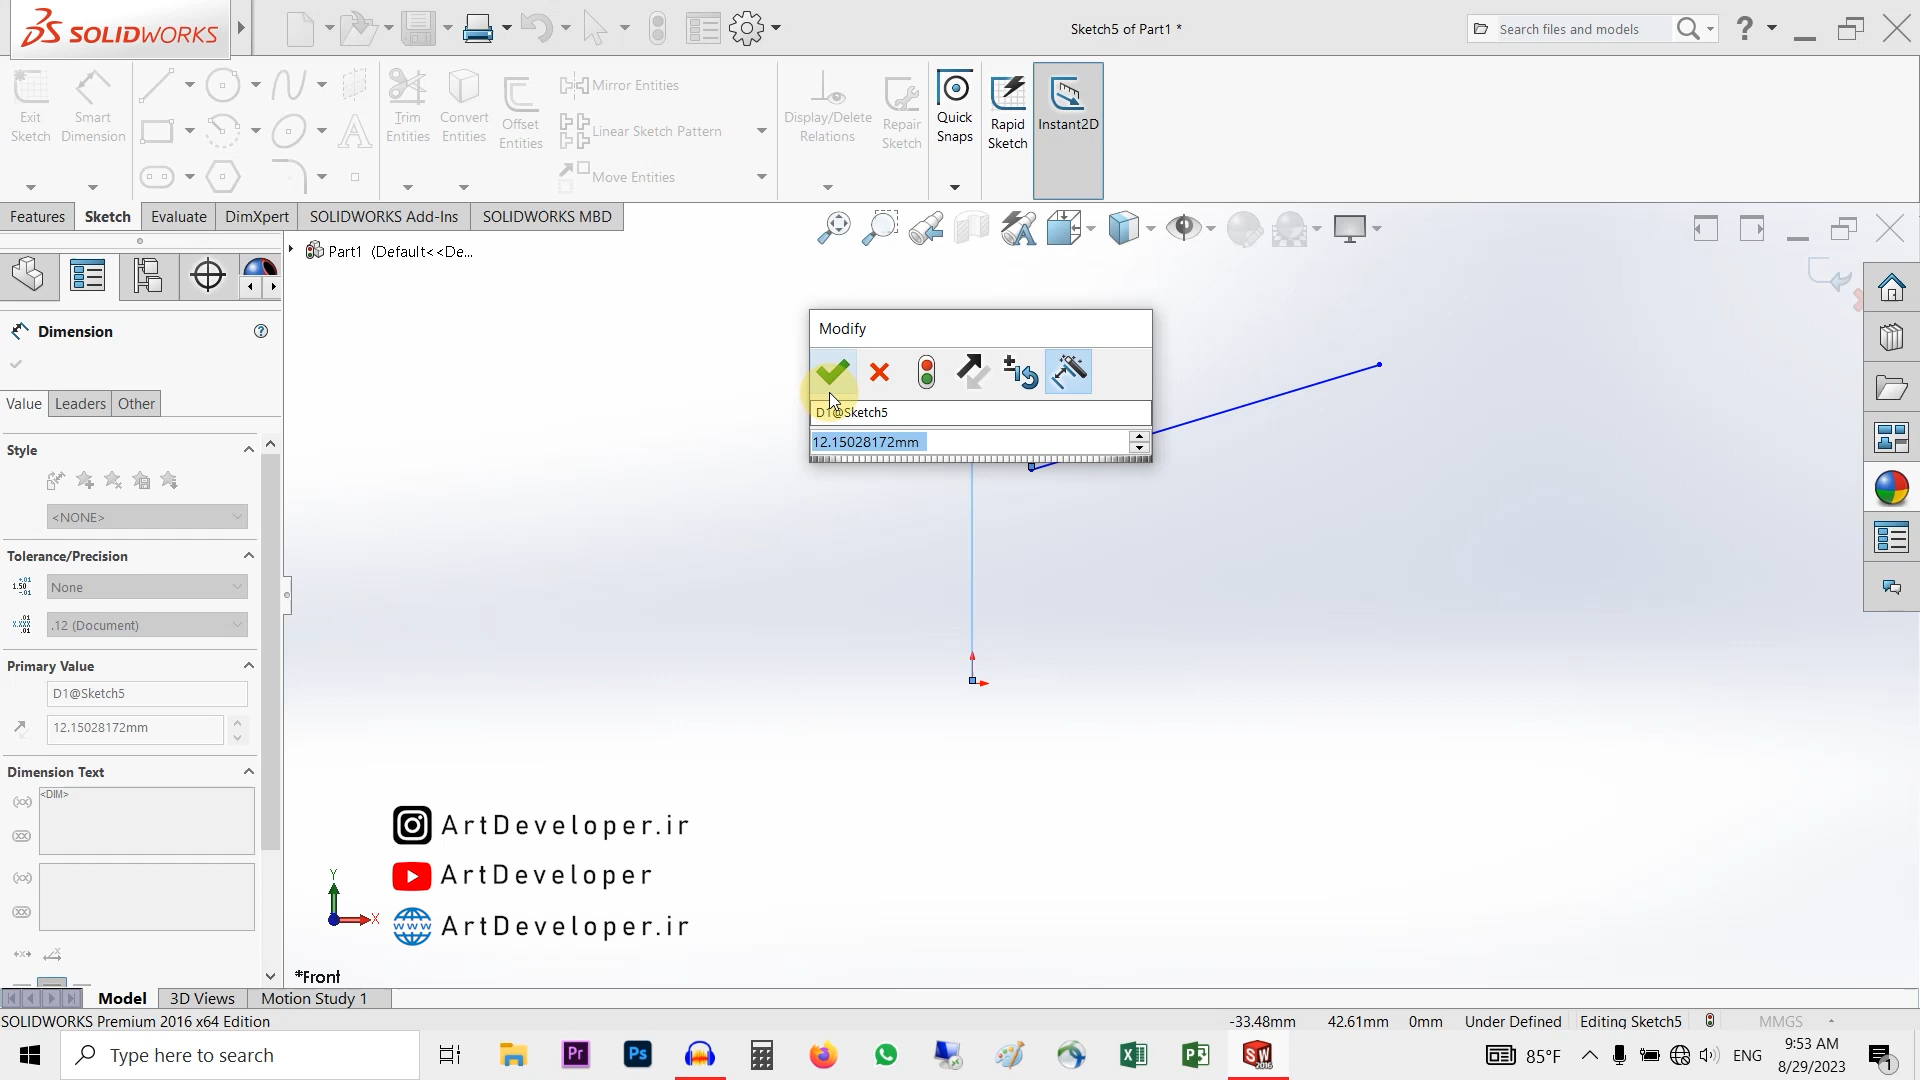 SOLIDWORKS
Sketch5 of Part1 *
Search files and models
Exit Sketch
Smart Dimension
Trim Entities
Convert Entities
Offset Entities
Mirror Entities
Linear Sketch Pattern
Move Entities
Display/Delete Relations
Repair Sketch
Quick Snaps
Rapid Sketch
Instant2D
Features
Sketch
Evaluate
DimXpert
SOLIDWORKS Add-Ins
SOLIDWORKS MBD
Part1 (Default<<De...
Dimension
Value
Leaders
Other
Style
<NONE>
Tolerance/Precision
None
.12 (Document)
Primary Value
D1@Sketch5
12.15028172mm
Dimension Text
<DIM>
Modify
D1@Sketch5
12.15028172mm
ArtDeveloper.ir
ArtDeveloper
www
ArtDeveloper.ir
Y
X
*Front
Model
3D Views
Motion Study 1
SOLIDWORKS Premium 2016 x64 Edition
-33.48mm
42.61mm
0mm
Under Defined
Editing Sketch5
MMGS
Type here to search
85°F
ENG
9:53 AM
8/29/2023